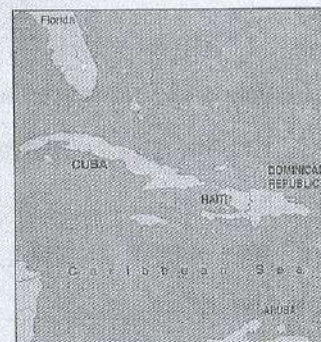 Florida
CUBA
DOMINICAN
REPUBLIC
HAITI
Caribbean Sea
ARUBA